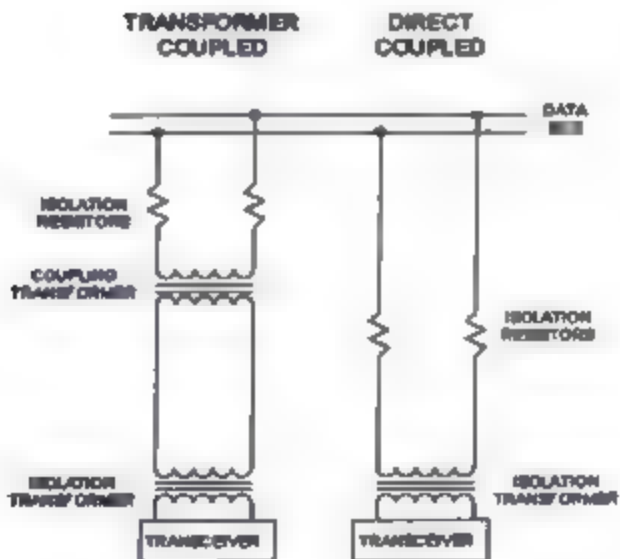 TRANSFORMER
COUPLED
DIRECT
COUPLED
DATA
ISOLATION
RESISTORS
COUPLING
TRANSFORMER
ISOLATION
RESISTORS
ISOLATION
TRANSFORMER
ISOLATION
TRANSFORMER
TRANSCEIVER
TRANSCEIVER